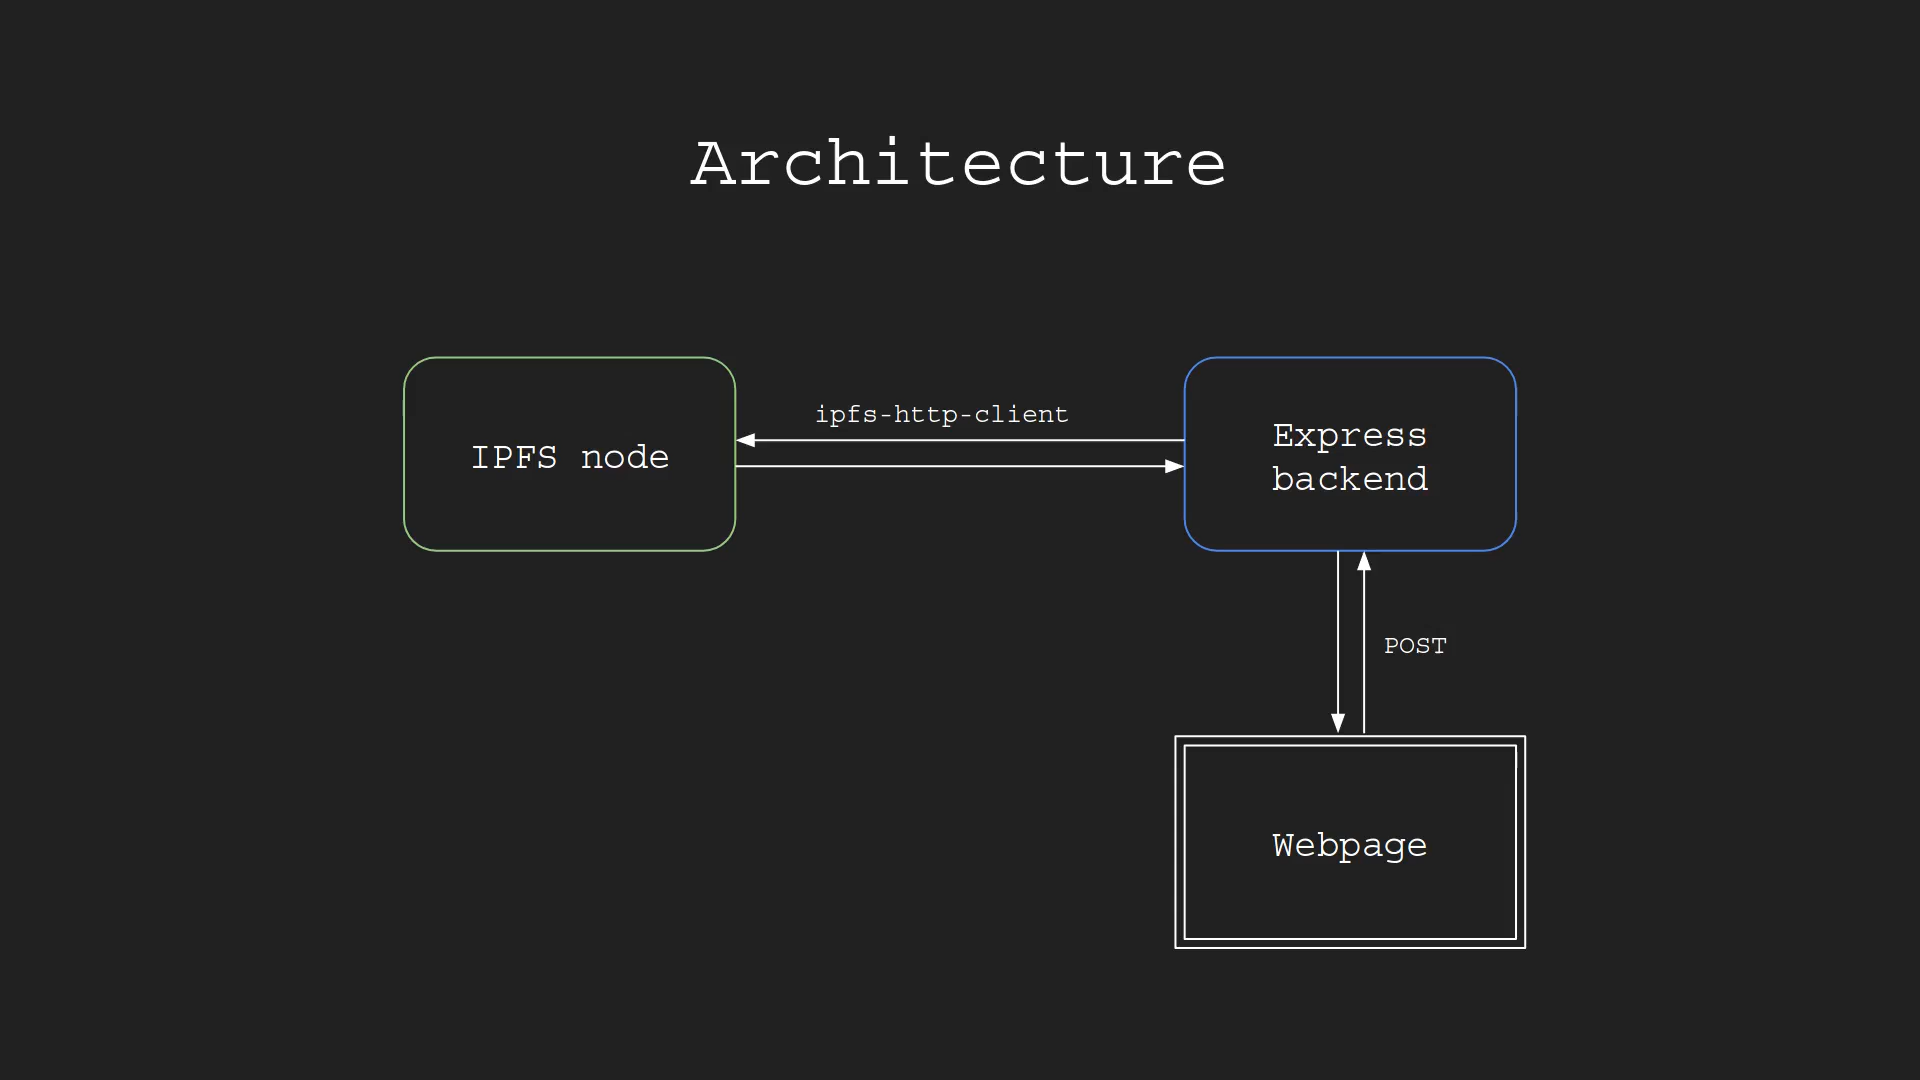 Architecture
ipfs-http-client
IPFS node
Express
backend
POST
Webpage